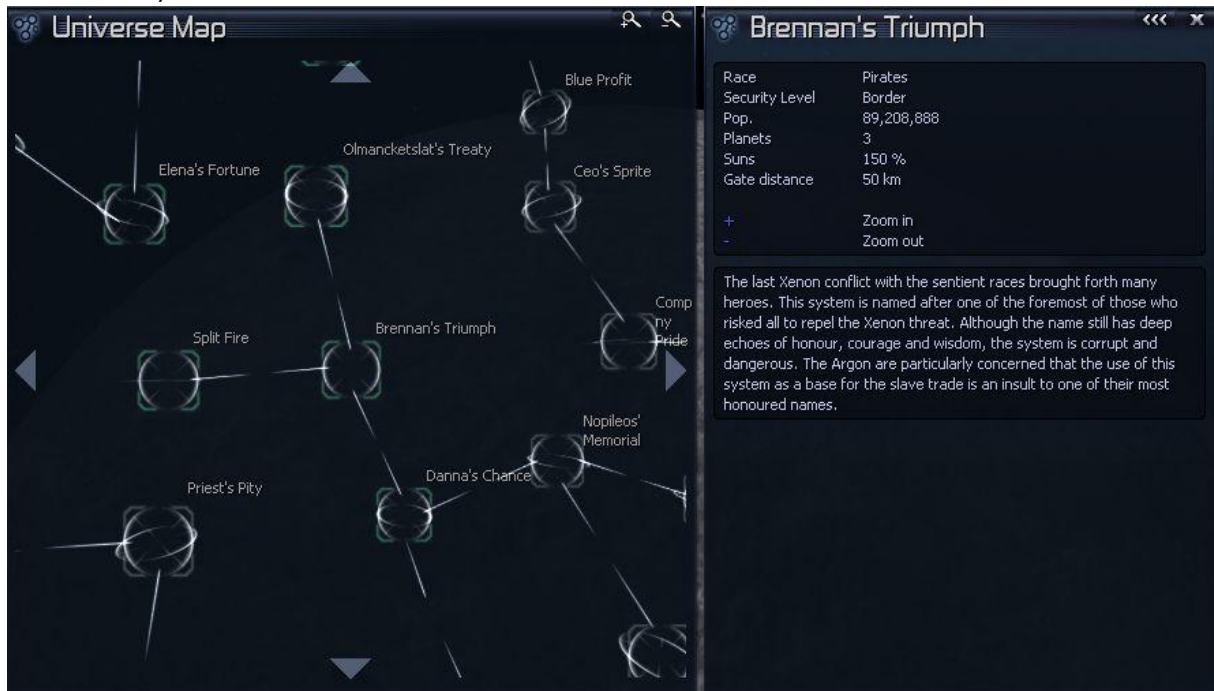 Universe Map
Blue Profit
Olmancketslat's Treaty
Elena's Fortune
Ceo's Sprite
Comp
ny
Pride
Brennan's Triumph
Split Fire
Nopileos'
Memorial
Danna's Chance
Priest's Pity
Brennan's Triumph
<<< x
Race Pirates
Security Level Border
Pop. 89,208,888
Planets 3
Suns 150 %
Gate distance 50 km
+ Zoom in
- Zoom out
The last Xenon conflict with the sentient races brought forth many
heroes. This system is named after one of the foremost of those who
risked all to repel the Xenon threat. Although the name still has deep
echoes of honour, courage and wisdom, the system is corrupt and
dangerous. The Argon are particularly concerned that the use of this
system as a base for the slave trade is an insult to one of their most
honoured names.